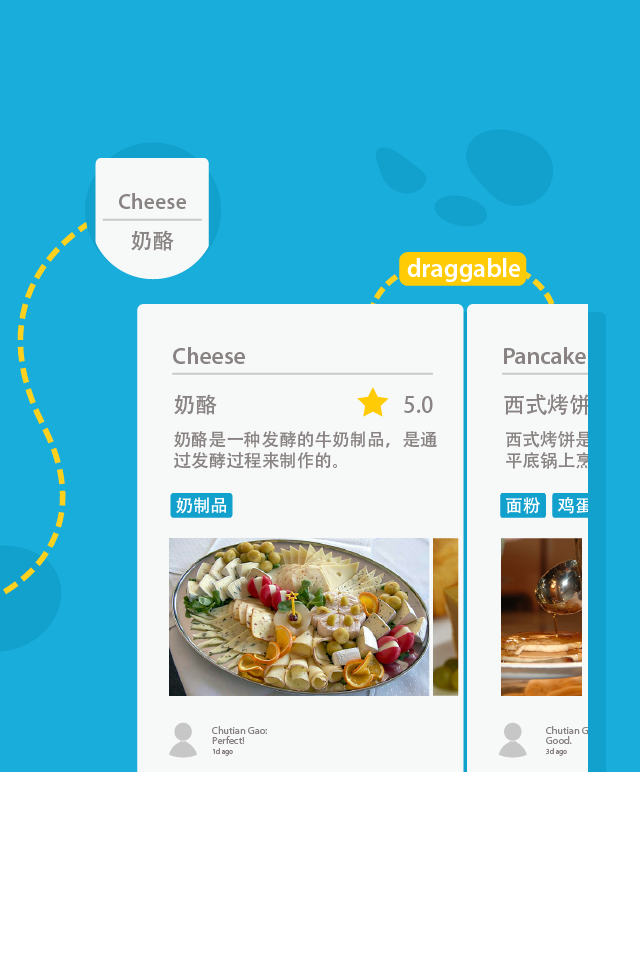 Cheese
奶酪
draggable
Cheese
奶酪
5.0
奶酪是一种发酵的牛奶制品，是通
过发酵过程来制作的。
奶制品
Chutian Gao:
Perfect!
1d ago
Pancake
西式烤饼
西式烤饼是
平底锅上烹
面粉 鸡蛋
Chutian G
Good.
3d ago